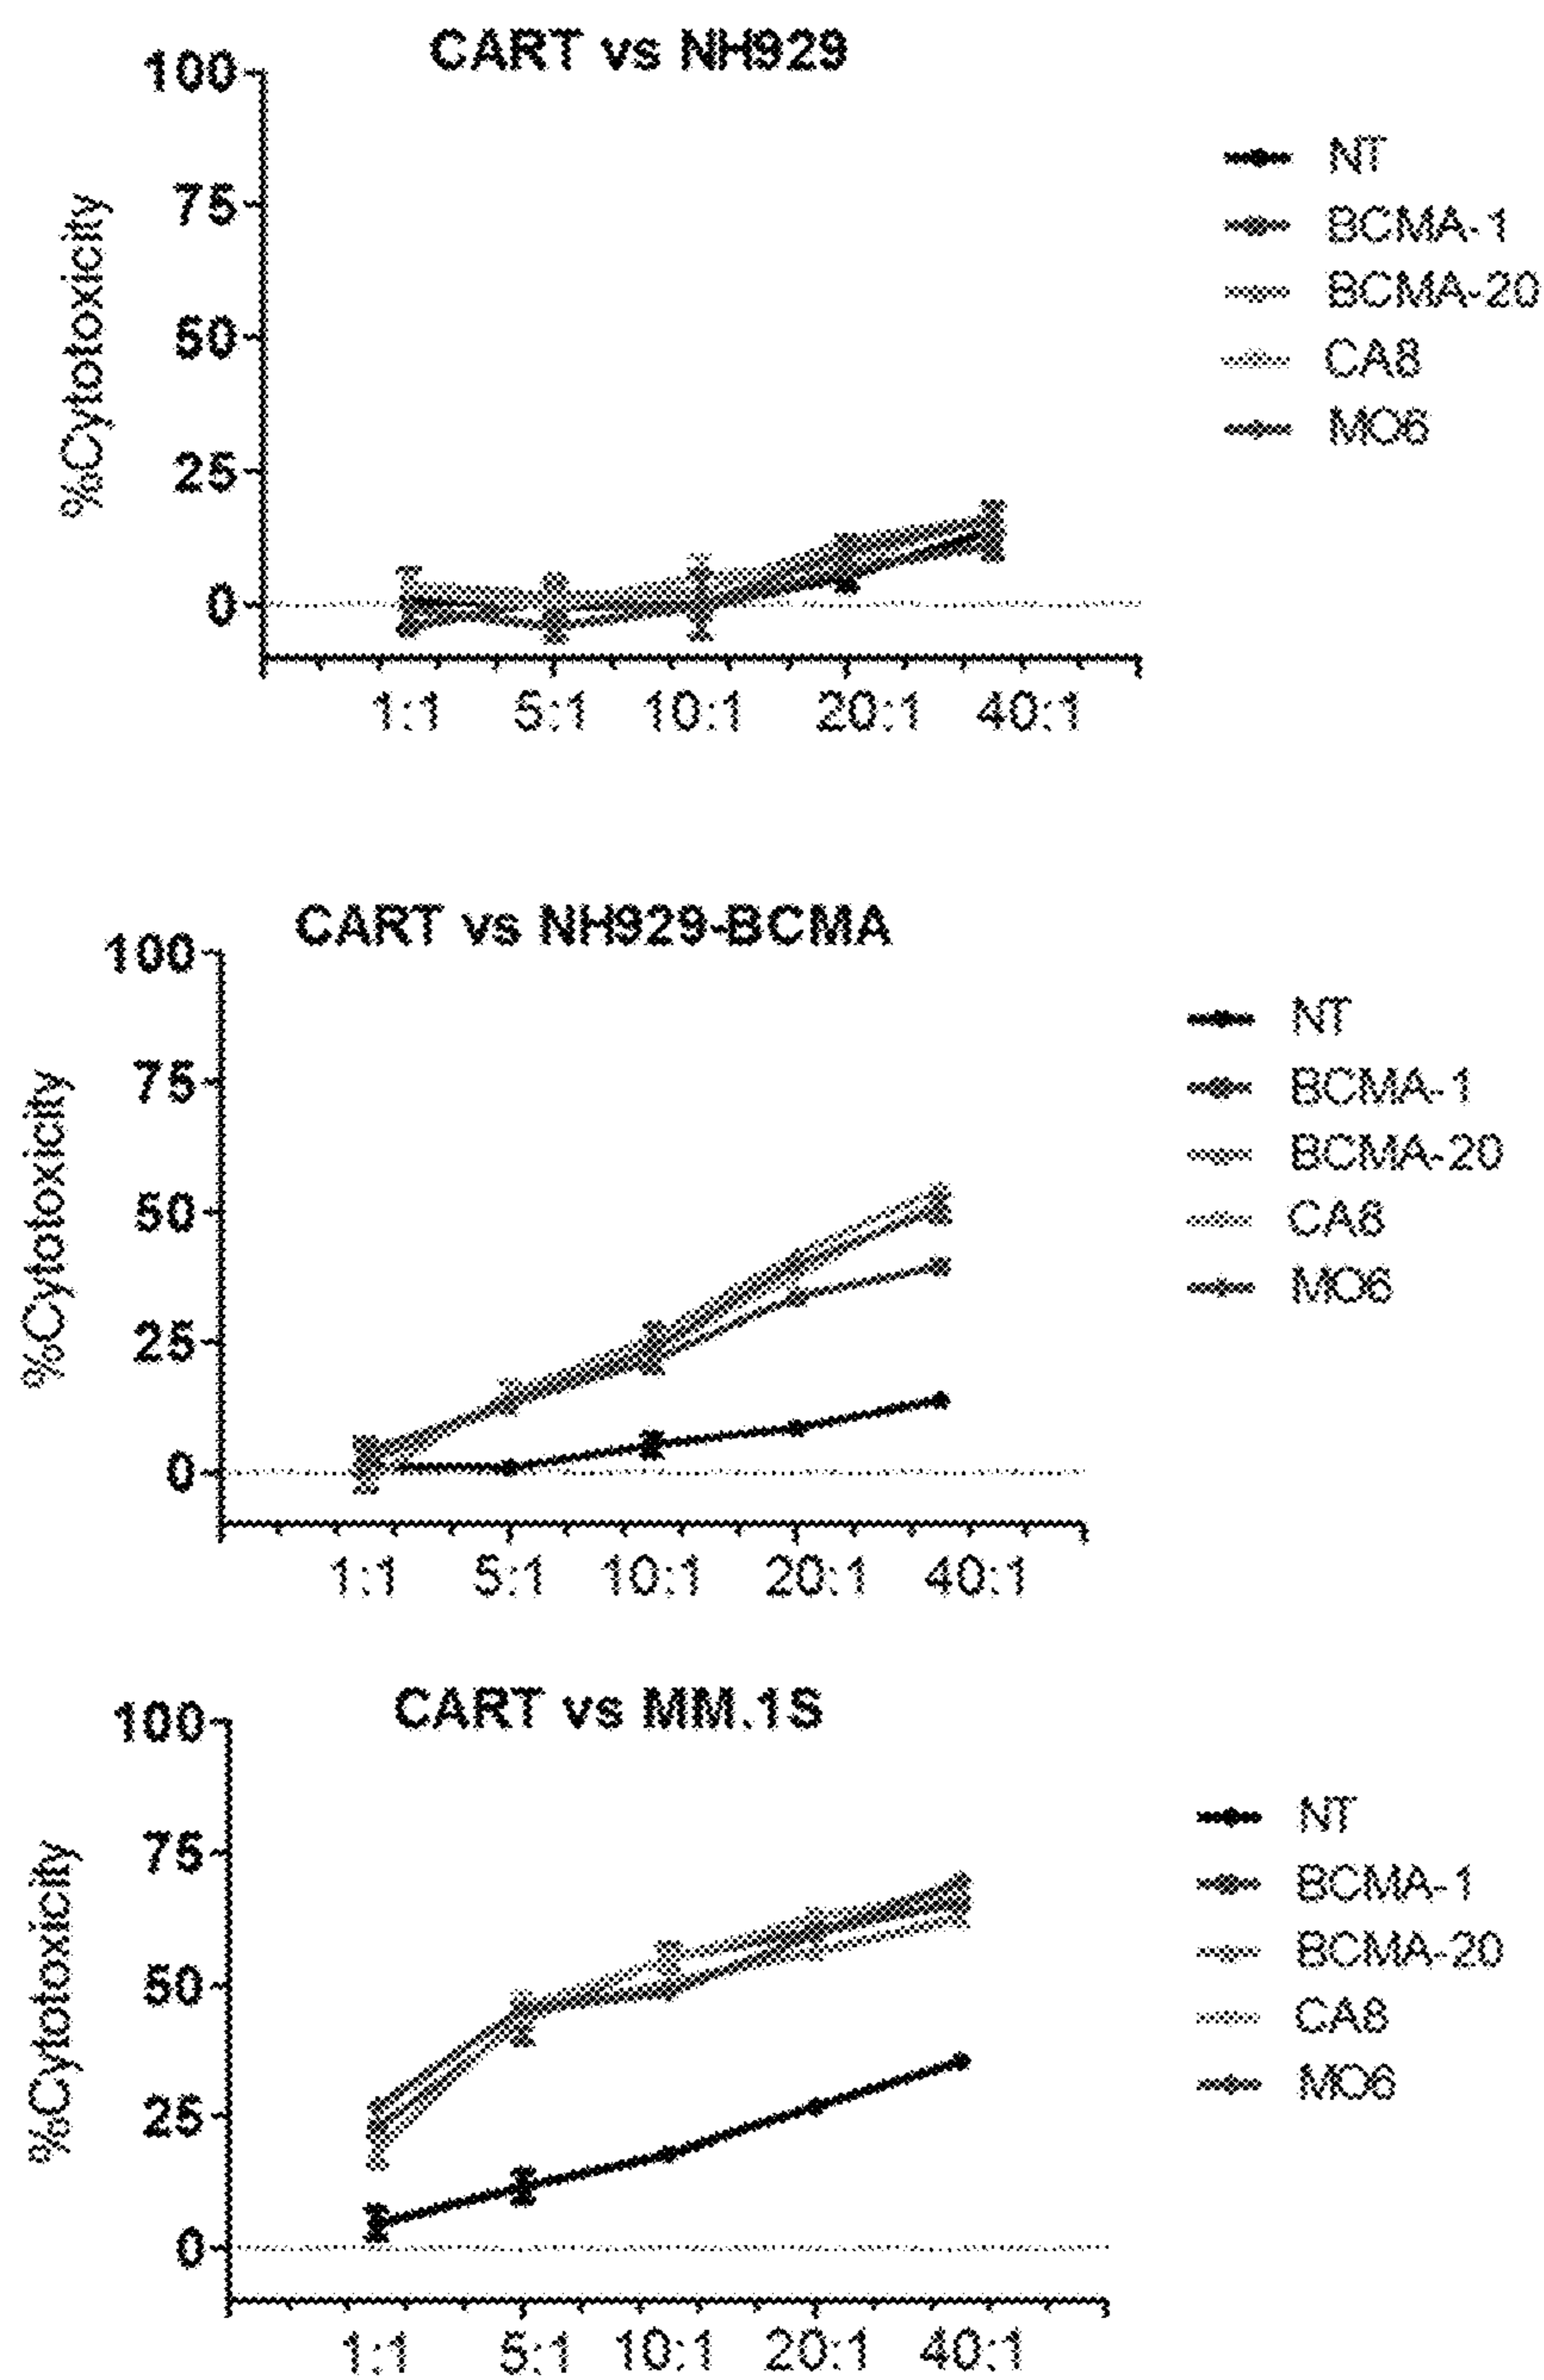 CART vs NH929
100
75
50
25
0
%Cytotoxicity
1:1 5:1 10:1 20:1 40:1
NT
BCMA-1
BCMA-20
CA8
MO6
CART vs NH929-BCMA
100
75
50
25
0
%Cytotoxicity
1:1 5:1 10:1 20:1 40:1
NT
BCMA-1
BCMA-20
CA8
MO6
CART vs MM.1S
100
75
50
25
0
%Cytotoxicity
1:1 5:1 10:1 20:1 40:1
NT
BCMA-1
BCMA-20
CA8
MO6